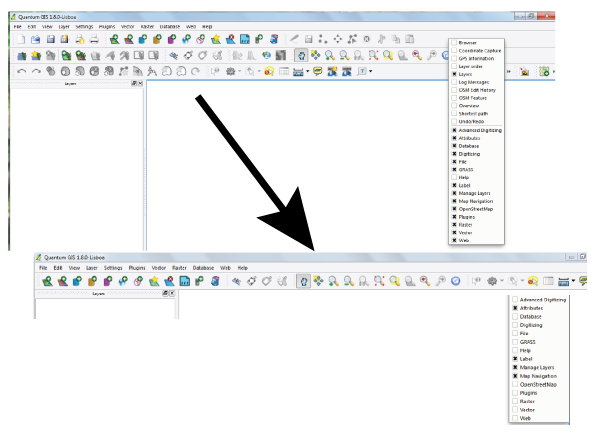 Quantum GIS 1.8.0-Lisboa
File Edit View Layer Settings Plugins Vector Raster Database Web Help
Browser
Coordinate Capture
GPS Information
Layer order
Layers
Log Messages
OSM Edit History
OSM Feature
Overview
Shortest path
Undo/Redo
Advanced Digitizing
Attributes
Database
Digitizing
File
GRASS
Help
Label
Manage Layers
Map Navigation
OpenStreetMap
Plugins
Raster
Vector
Web
Layers
Quantum GIS 1.8.0-Lisboa
File Edit View Layer Settings Plugins Vector Raster Database Web Help
Layers
Advanced Digitizing
Attributes
Database
Digitizing
File
GRASS
Help
Label
Manage Layers
Map Navigation
OpenStreetMap
Plugins
Raster
Vector
Web